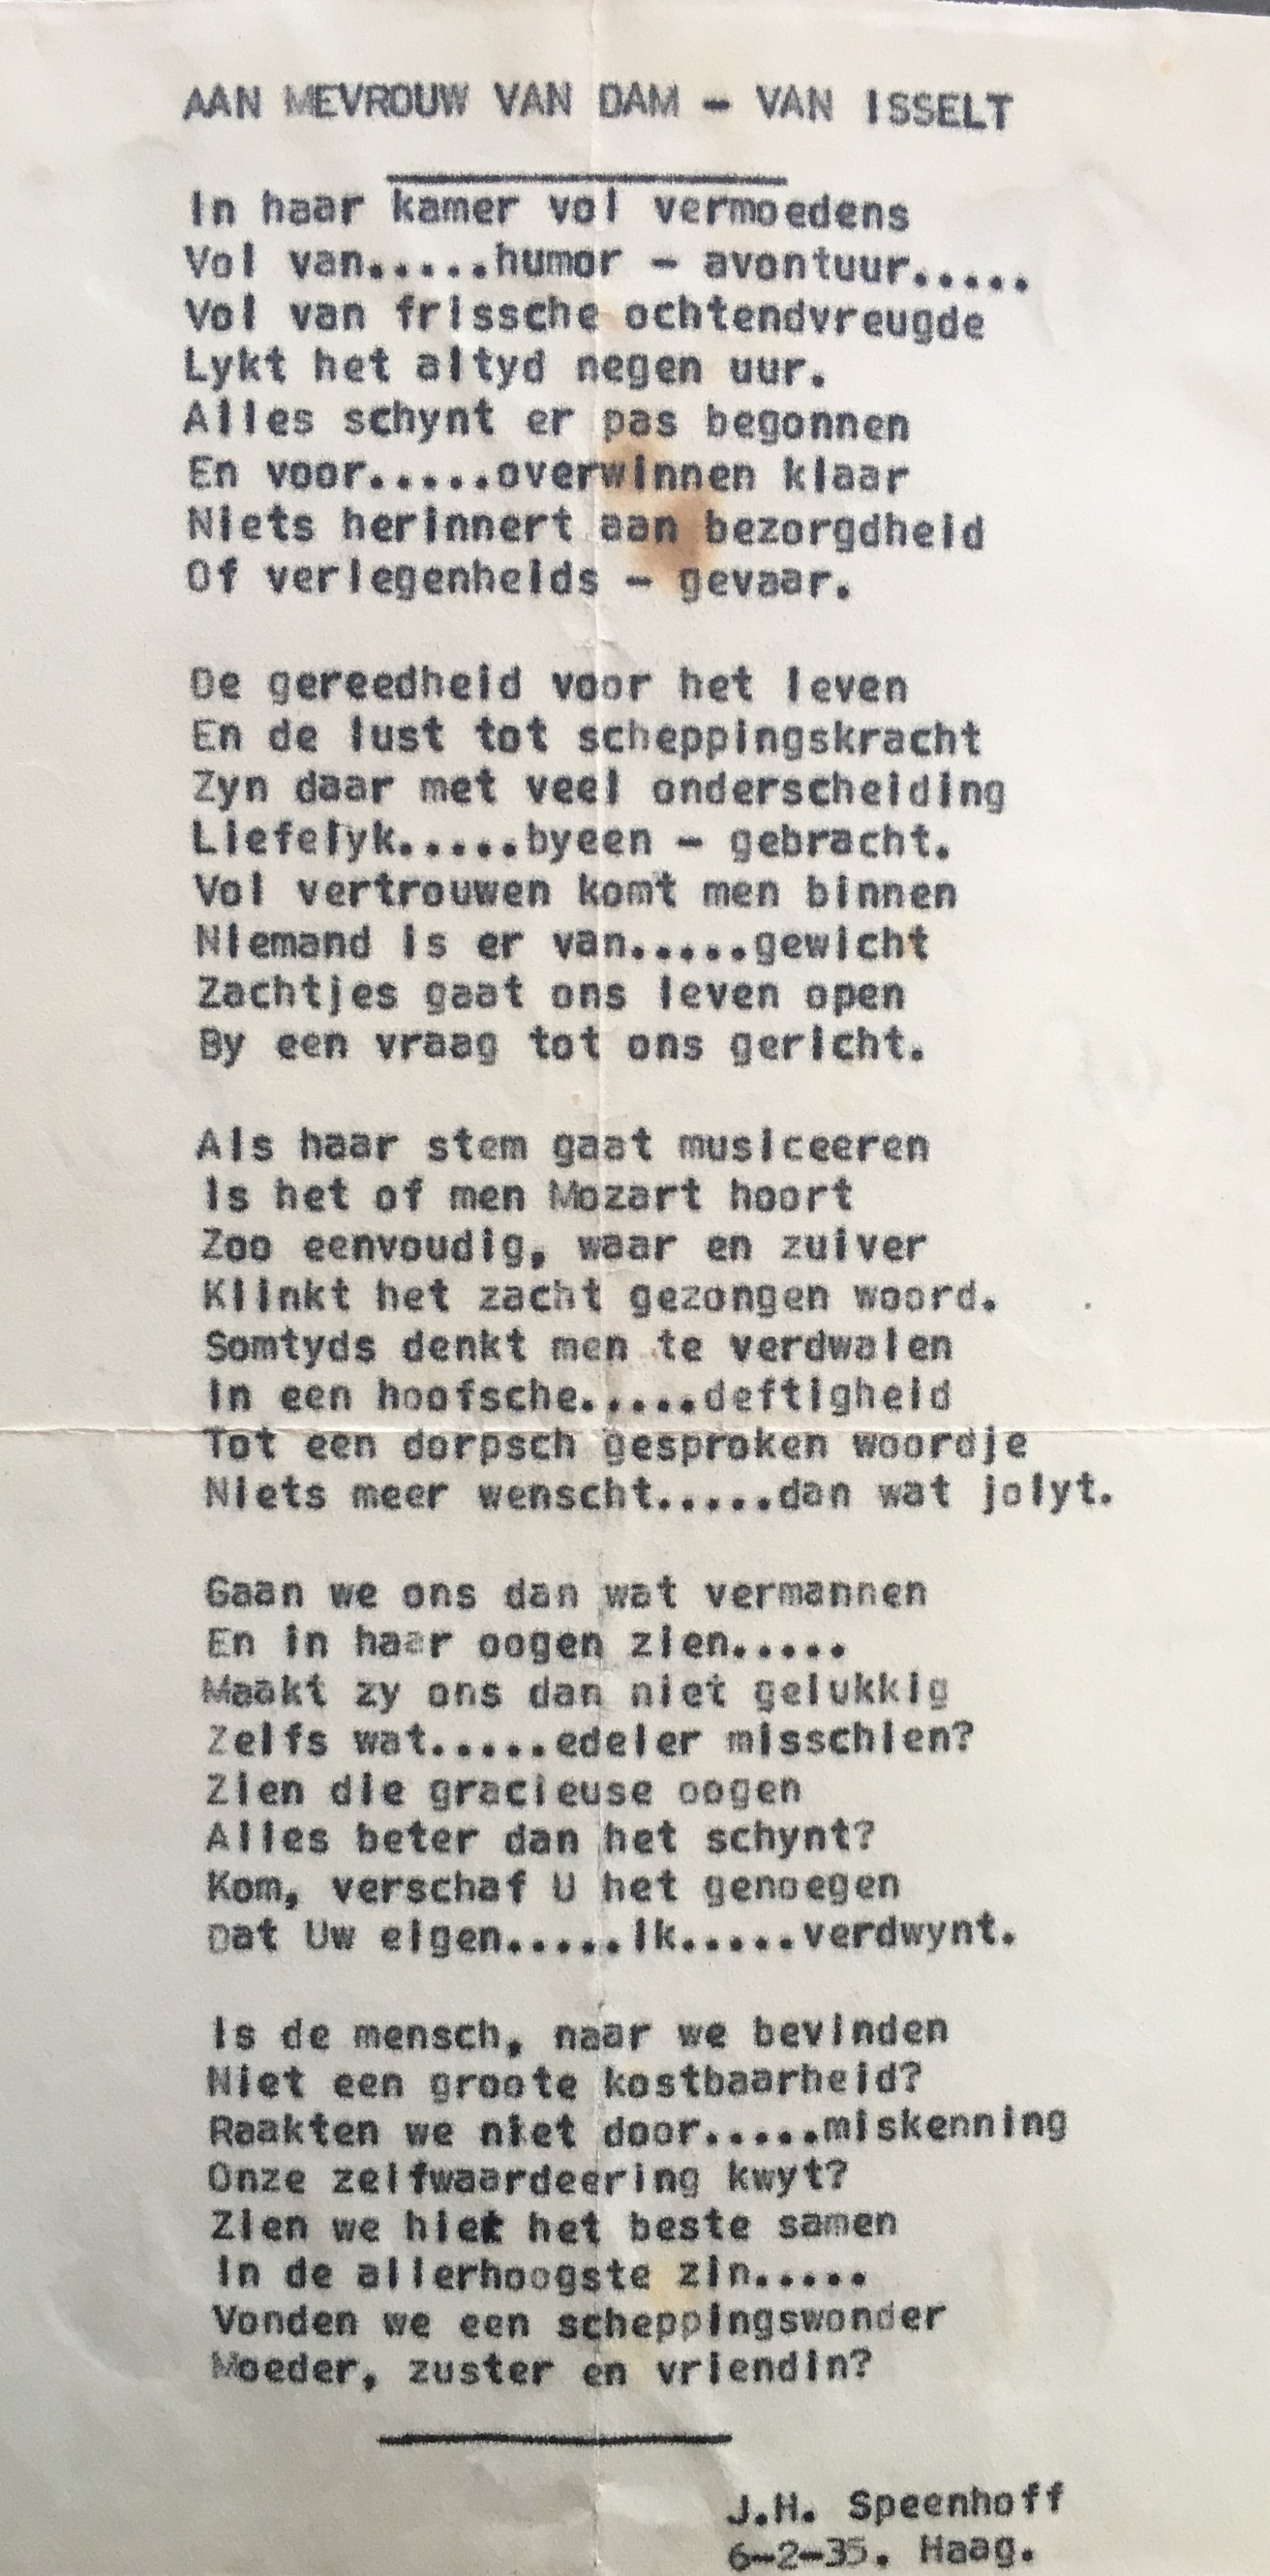 AAN MEVROUW VAN DAM - VAN ISSELT
In haar kamer vol vermoedens
Vol van.....humor - avontuur.....
Vol van frissche ochtendvreugde
Lykt het altyd negen uur.
Alles schynt er pas begonnen
En voor.....overwinnen klaar
Niets herinnert aan bezorgdheid
Of verlegenheids - gevaar.
De gereedheid voor het leven
En de lust tot scheppingskracht
Zyn daar met veel onderscheiding
Liefelyk.....byeen - gebracht.
Vol vertrouwen komt men binnen
Niemand is er van.....gewicht
Zachtjes gaat ons leven open
By een vraag tot ons gericht.
Als haar stem gaat musiceeren
Is het of men Mozart hoort
Zoo eenvoudig, waar en zuiver
Klinkt het zacht gezongen woord.
Somtyds denkt men te verdwalen
In een hoofsche.....deftigheid
Tot een dorpsch gesproken woordje
Niets meer wenscht.....dan wat jolyt.
Gaan we ons dan wat vermannen
En in haar oogen zien.....
Maakt zy ons dan niet gelukkig
Zelfs wat.....edeler misschien?
Zien die gracieuse oogen
Alles beter dan het schynt?
Kom, verschaf U het genoegen
Dat Uw eigen.....ik.....verdwynt.
Is de mensch, naar we bevinden
Niet een groote kostbaarheid?
Raakten we niet door.....miskenning
Onze zelfwaardeering kwyt?
Zien we hier het beste samen
In de allerhoogste zin.....
Vonden we een scheppingswonder
Moeder, zuster en vriendin?
J.H. Speenhoff
6-2-35. Haag.